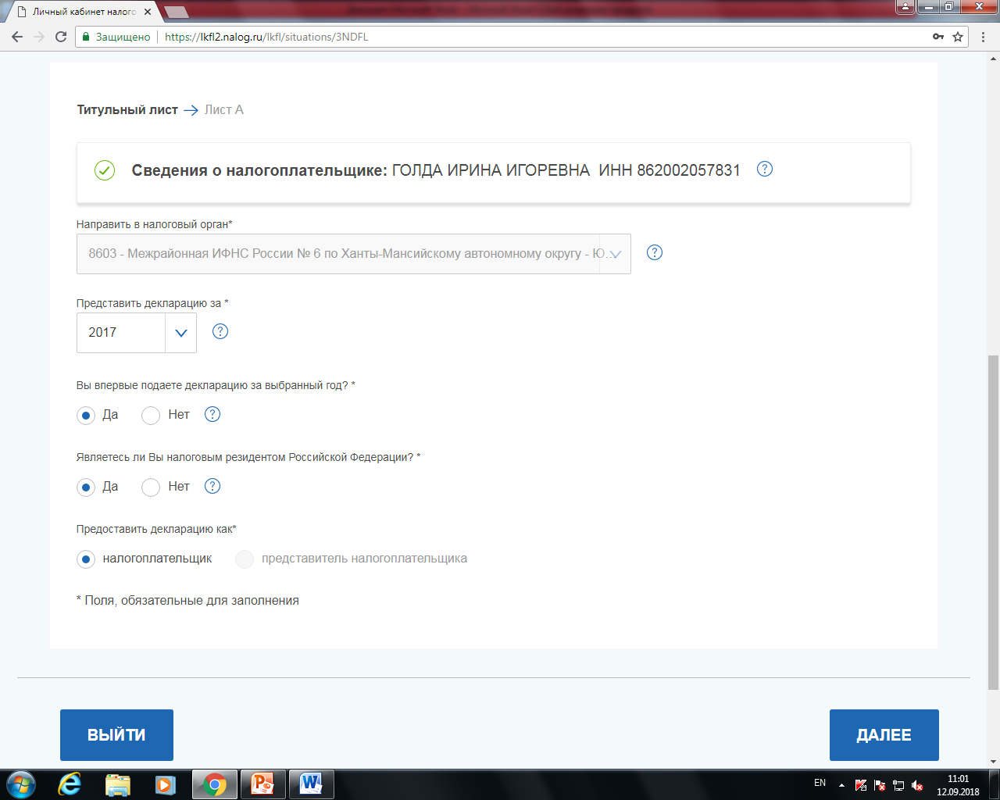 Личный кабинет налого
Защищено
https://lkfl2.nalog.ru/lkfl/situations/3NDFL
Титульный лист → Лист А
Сведения о налогоплательщике: ГОЛДА ИРИНА ИГОРЕВНА ИНН 862002057831 ?
Направить в налоговый орган*
8603 - Межрайонная ИФНС России № 6 по Ханты-Мансийскому автономному округу - Ю... ?
Представить декларацию за *
2017 ?
Вы впервые подаете декларацию за выбранный год? *
Да Нет ?
Являетесь ли Вы налоговым резидентом Российской Федерации? *
Да Нет ?
Предоставить декларацию как*
налогоплательщик представитель налогоплательщика
* Поля, обязательные для заполнения
ВЫЙТИ ДАЛЕЕ
EN
11:01
12.09.2018